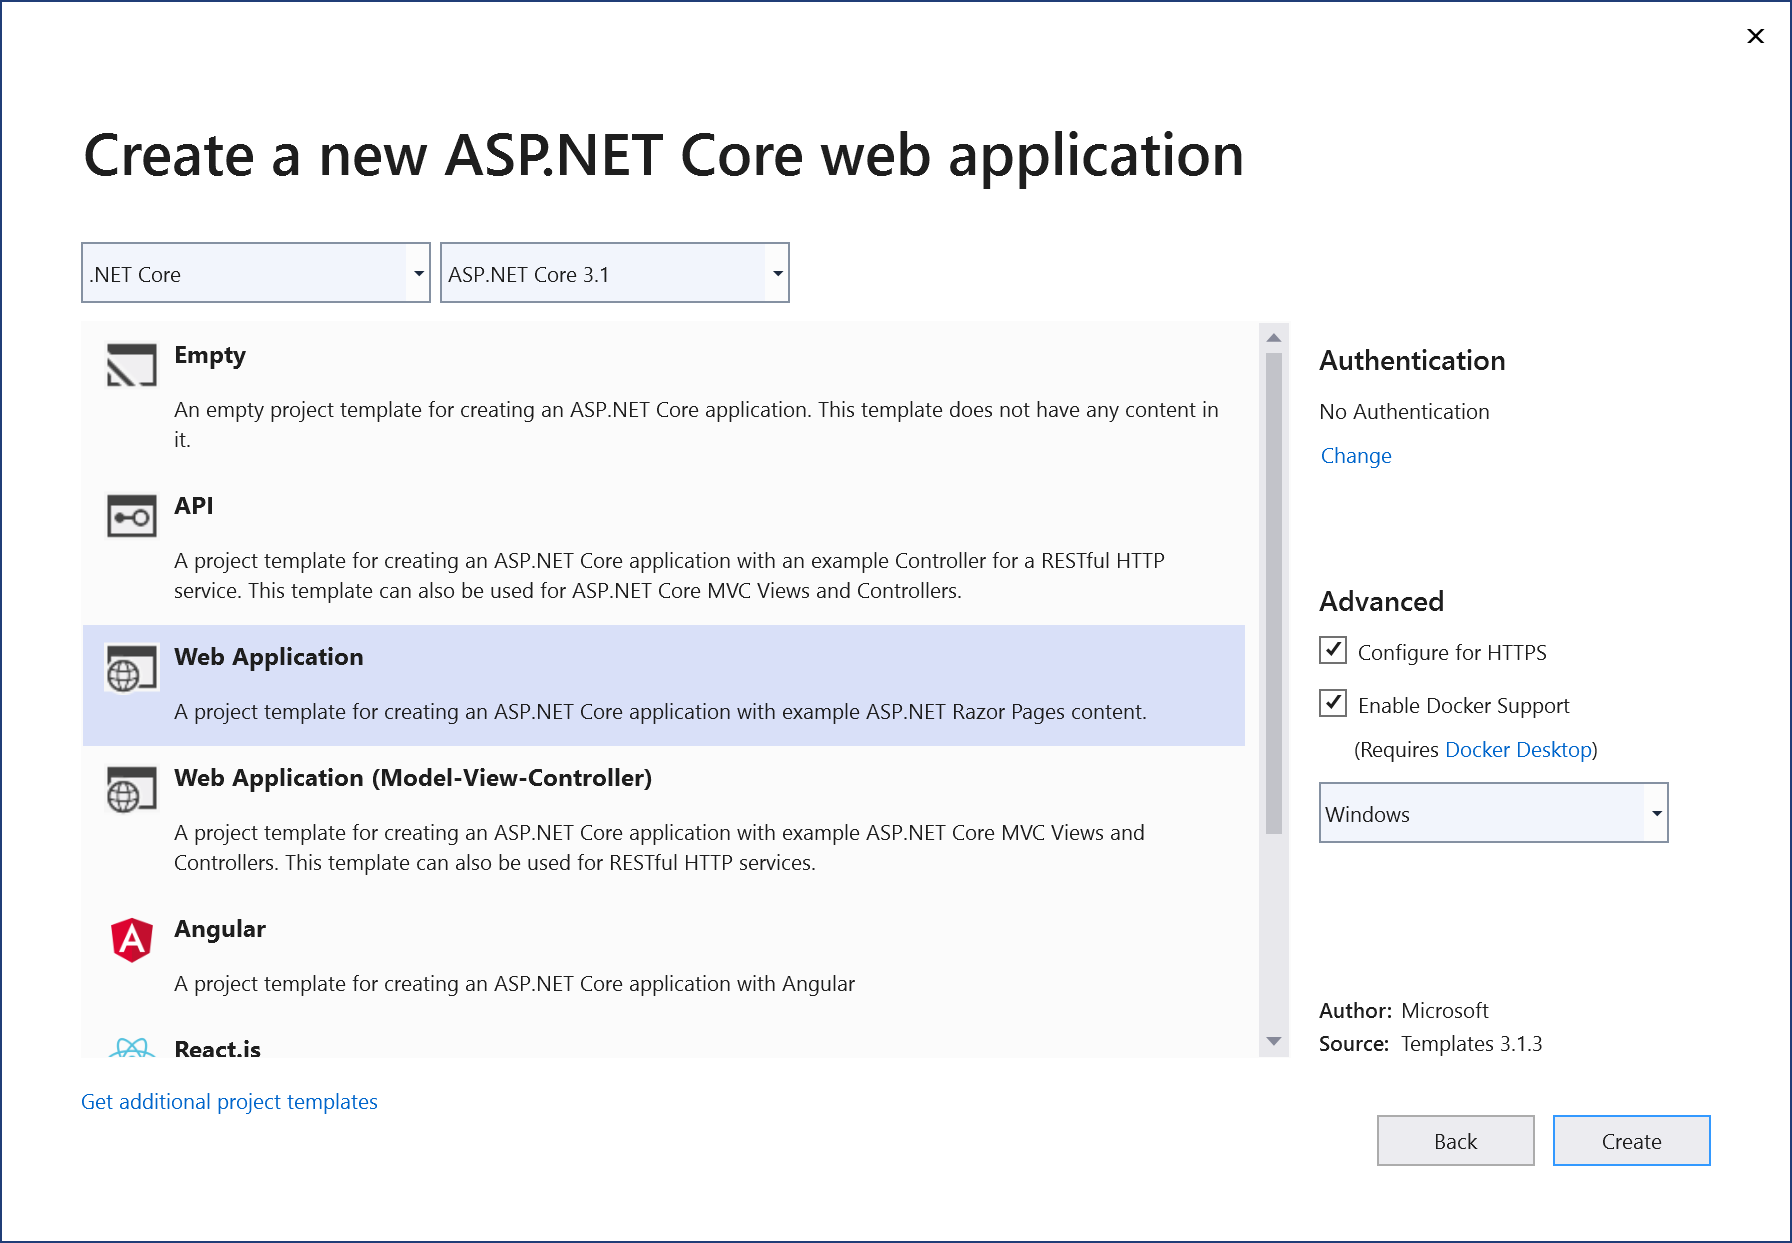 Create a new ASP.NET Core web application
.NET Core
ASP.NET Core 3.1
Empty
An empty project template for creating an ASP.NET Core application. This template does not have any content in
it.
API
A project template for creating an ASP.NET Core application with an example Controller for a RESTful HTTP
service. This template can also be used for ASP.NET Core MVC Views and Controllers.
Web Application
A project template for creating an ASP.NET Core application with example ASP.NET Razor Pages content.
Web Application (Model-View-Controller)
A project template for creating an ASP.NET Core application with example ASP.NET Core MVC Views and
Controllers. This template can also be used for RESTful HTTP services.
Angular
A project template for creating an ASP.NET Core application with Angular
React.js
Get additional project templates
Authentication
No Authentication
Change
Advanced
Configure for HTTPS
Enable Docker Support
(Requires Docker Desktop)
Windows
Author: Microsoft
Source: Templates 3.1.3
Back
Create